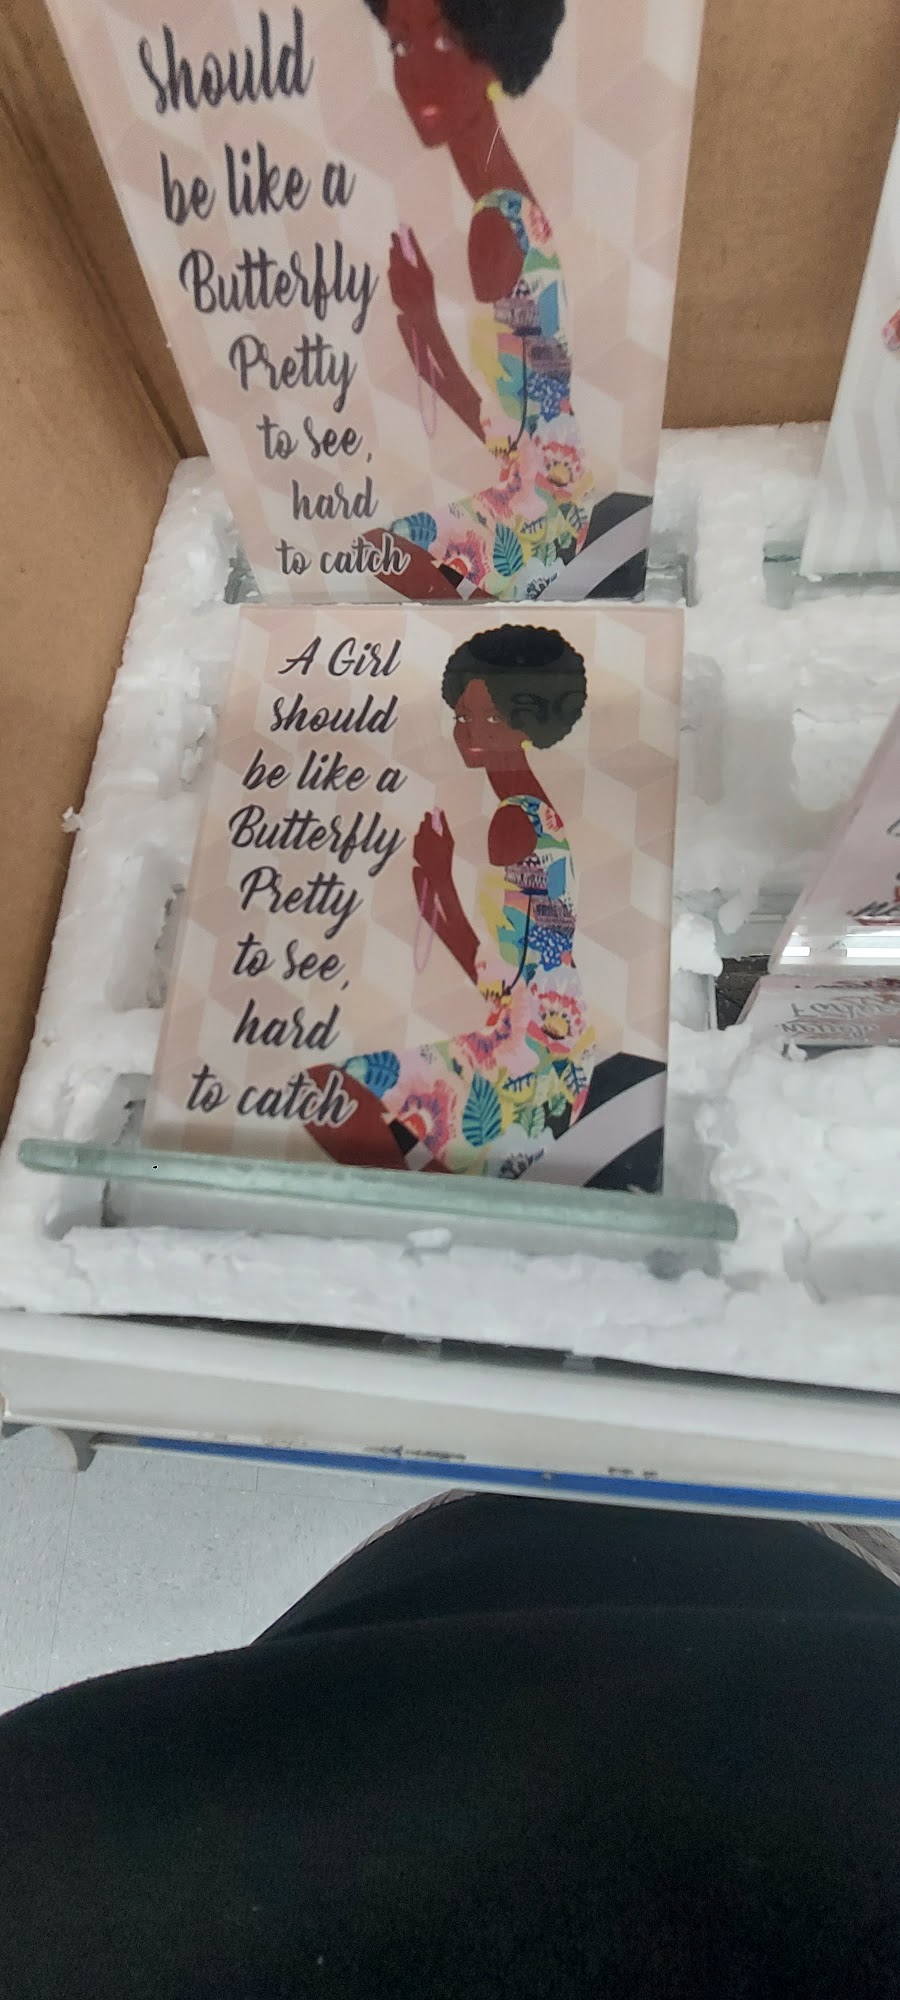 should
be like a
Butterfly
Pretty
to see,
hard
to catch
A Girl
should
be like a
Butterfly
Pretty
to see,
hard
to catch